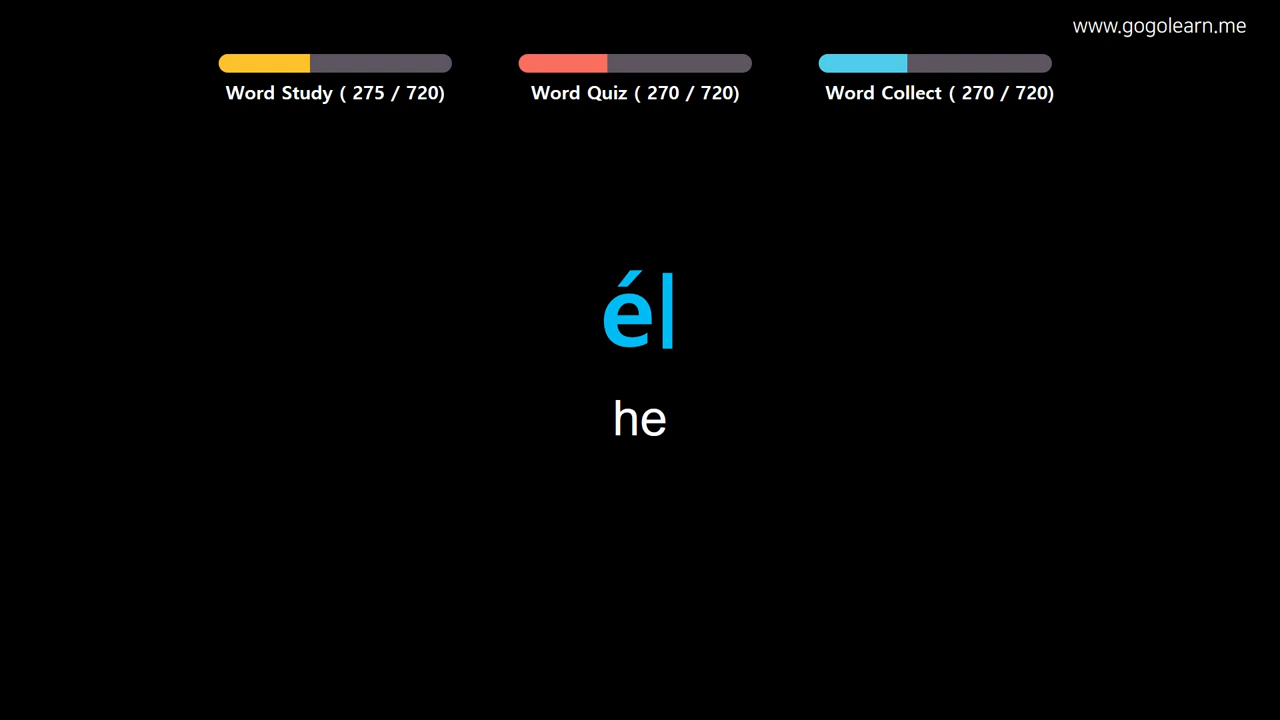 www.gogolearn.me
Word Study ( 275 / 720)
Word Quiz ( 270 / 720)
Word Collect ( 270 / 720)
él
he